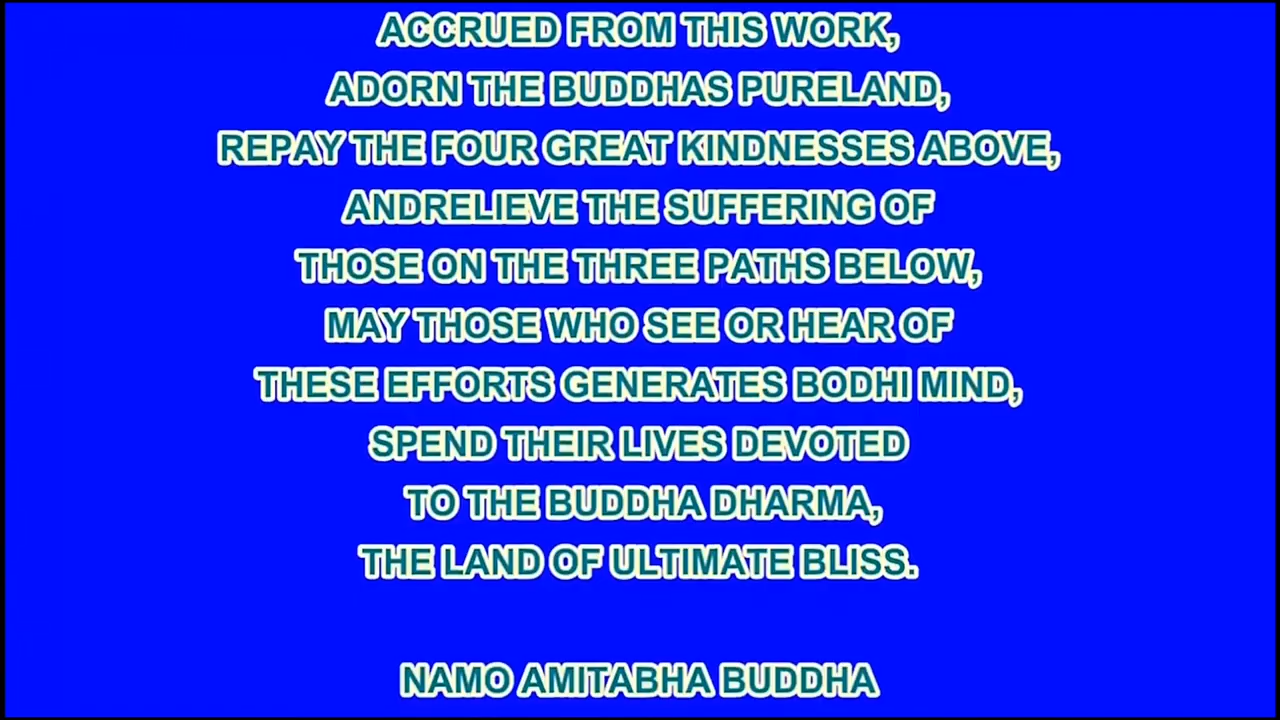 ACCRUED FROM THIS WORK,
ADORN THE BUDDHAS PURELAND,
REPAY THE FOUR GREAT KINDNESSES ABOVE,
ANDRELIEVE THE SUFFERING OF
THOSE ON THE THREE PATHS BELOW,
MAY THOSE WHO SEE OR HEAR OF
THESE EFFORTS GENERATES BODHI MIND,
SPEND THEIR LIVES DEVOTED
TO THE BUDDHA DHARMA,
THE LAND OF ULTIMATE BLISS.
NAMO AMITABHA BUDDHA